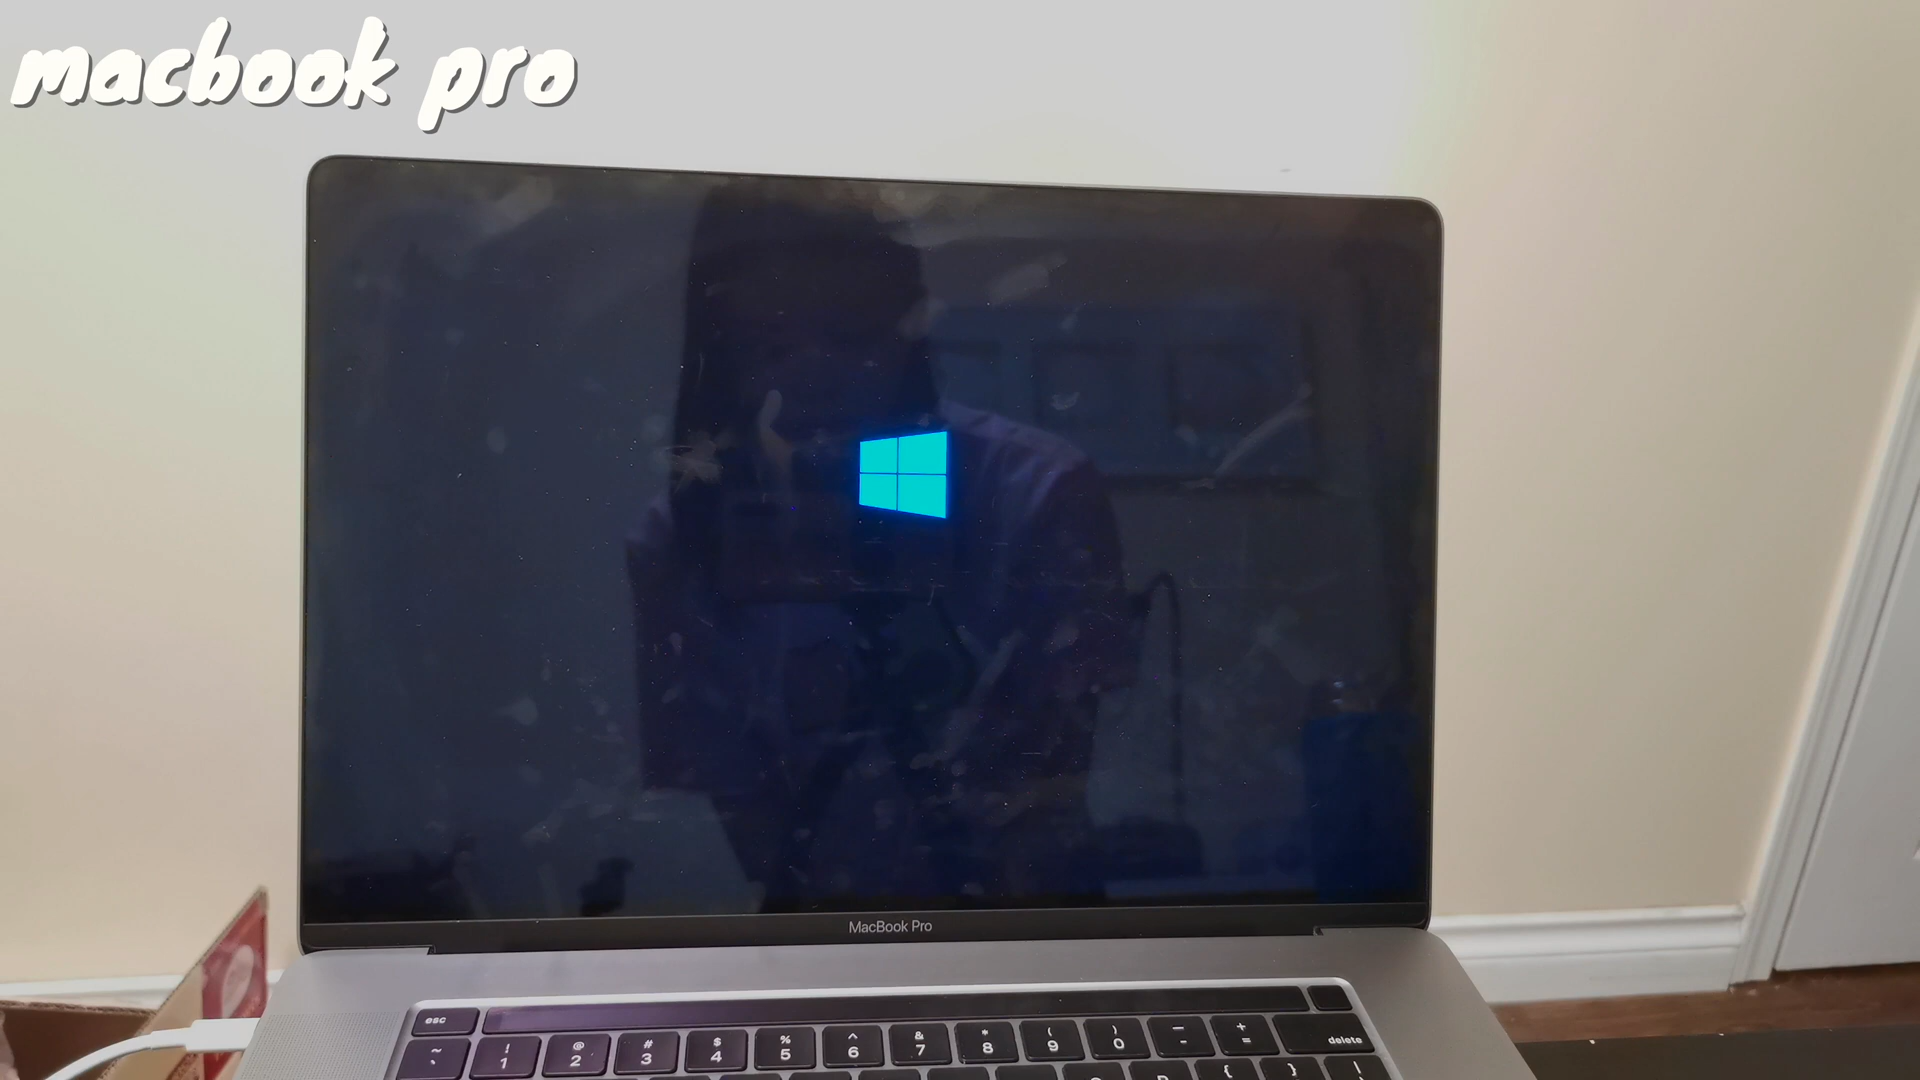 macbook pro
MacBook Pro
esc
~ ! @ # $ % ^ & * ( ) _ +
` 1 2 3 4 5 6 7 8 9 0 - = delete
{ } |